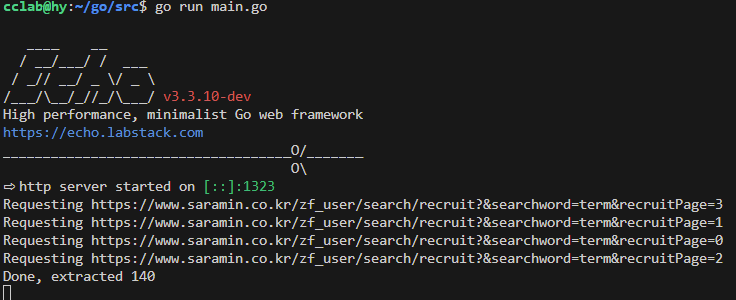 cclab@hy:~/go/src$ go run main.go
   ____    __
  / __/___/ /  ___
 / _// __/ _ \/ _ \
/___/\__/_//_/\___/ v3.3.10-dev
High performance, minimalist Go web framework
https://echo.labstack.com
____________________________________O/_______
                                    O\
⇨ http server started on [::]:1323
Requesting https://www.saramin.co.kr/zf_user/search/recruit?&searchword=term&recruitPage=3
Requesting https://www.saramin.co.kr/zf_user/search/recruit?&searchword=term&recruitPage=1
Requesting https://www.saramin.co.kr/zf_user/search/recruit?&searchword=term&recruitPage=0
Requesting https://www.saramin.co.kr/zf_user/search/recruit?&searchword=term&recruitPage=2
Done, extracted 140